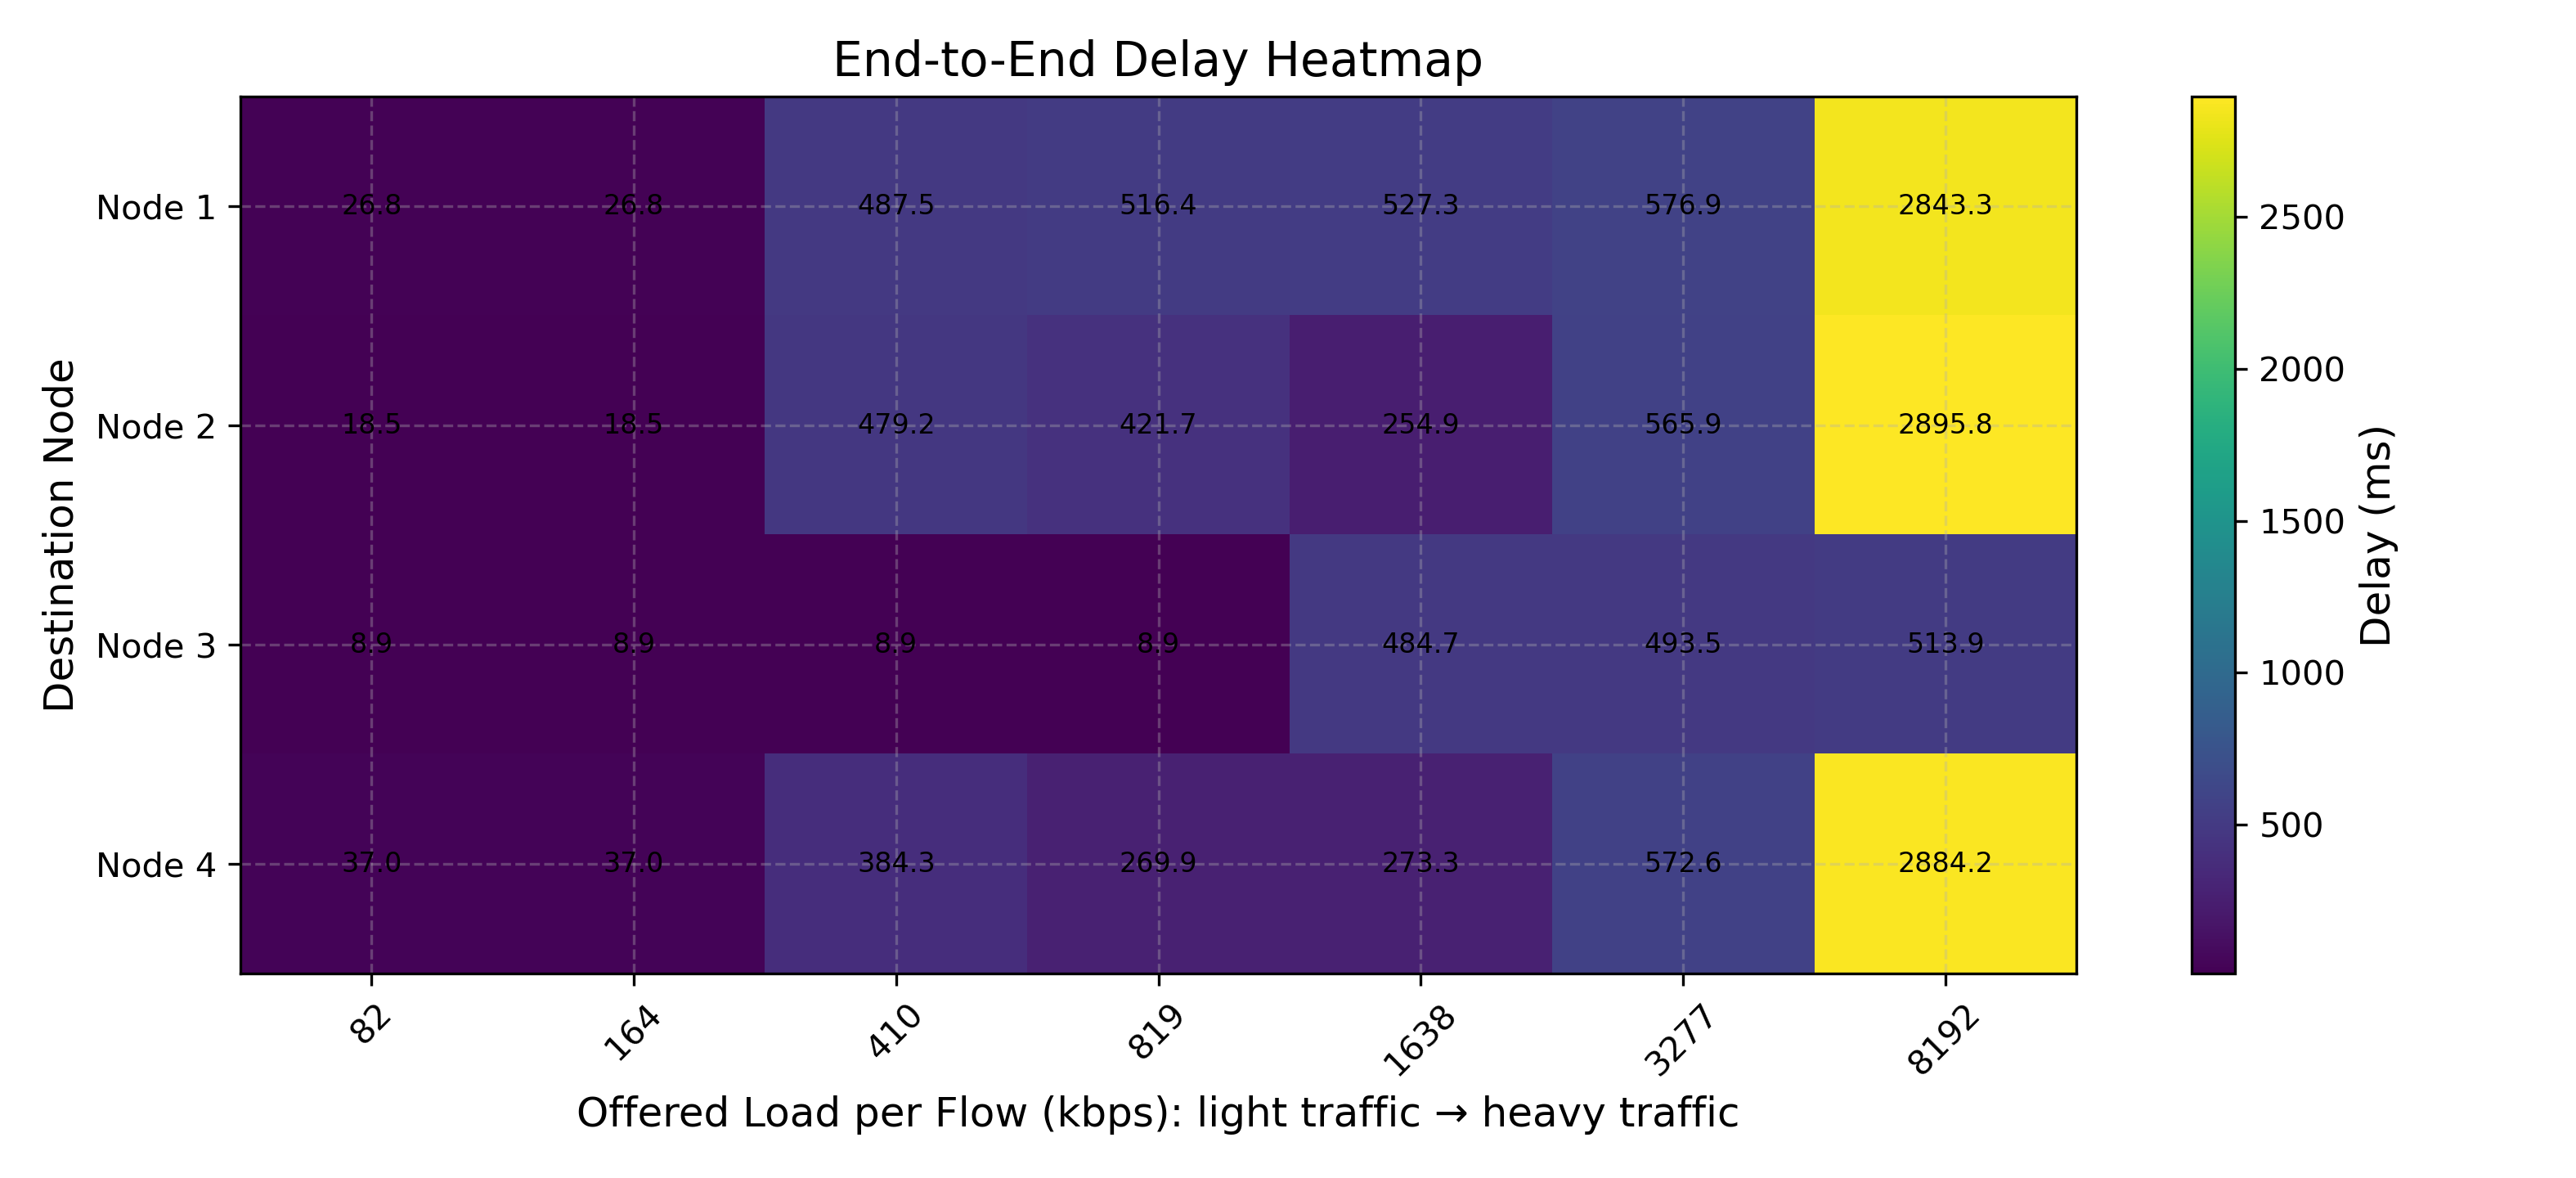 End-to-End Delay Heatmap
Destination Node
Node 1 26.8 26.8 487.5 516.4 527.3 576.9 2843.3
Node 2 18.5 18.5 479.2 421.7 254.9 565.9 2895.8
Node 3 8.9 8.9 8.9 8.9 484.7 493.5 513.9
Node 4 37.0 37.0 384.3 269.9 273.3 572.6 2884.2
82 164 410 819 1638 3277 8192
Offered Load per Flow (kbps): light traffic → heavy traffic
2500
2000
1500
1000
500
Delay (ms)